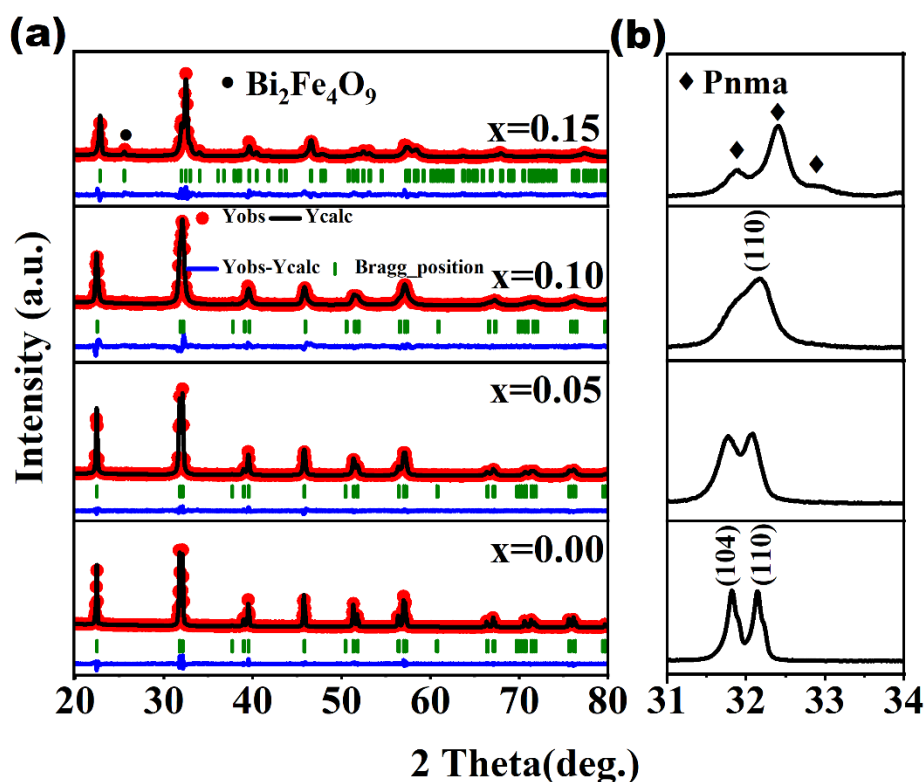 (a)
(b)
Intensity (a.u.)
Bi₂Fe₄O₉
x=0.15
Yobs Ycalc
Yobs-Ycalc Bragg_position
x=0.10
x=0.05
x=0.00
20 30 40 50 60 70 80
Pnma
(110)
(104) (110)
31 32 33 34
2 Theta(deg.)